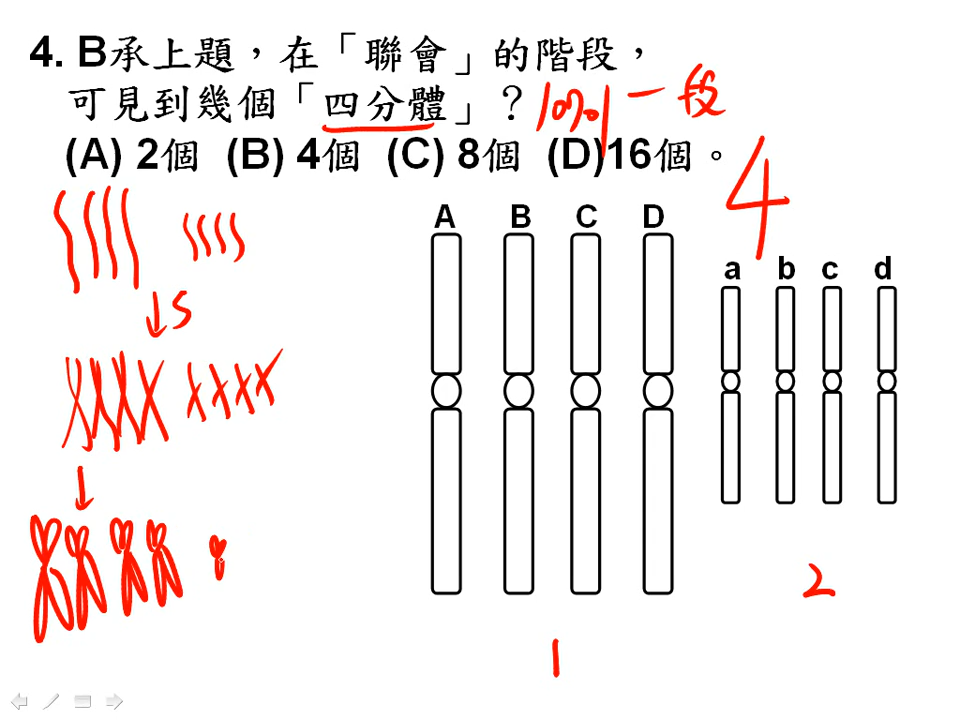 4. B承上題，在「聯會」的階段，
可見到幾個「四分體」？
一段
(A) 2個 (B) 4個 (C) 8個 (D)16個。
4
A B C D
a b c d
S
2
1